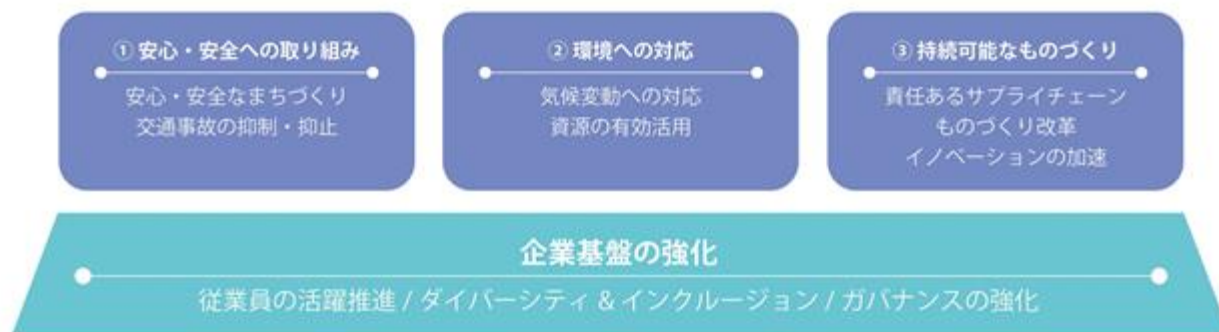 ① 安心・安全への取り組み
安心・安全なまちづくり
交通事故の抑制・抑止
② 環境への対応
気候変動への対応
資源の有効活用
③ 持続可能なものづくり
責任あるサプライチェーン
ものづくり改革
イノベーションの加速
企業基盤の強化
従業員の活躍推進 / ダイバーシティ & インクルージョン / ガバナンスの強化